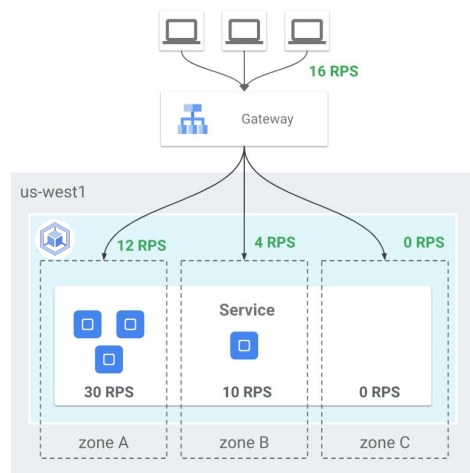 16 RPS
Gateway
us-west1
12 RPS
4 RPS
0 RPS
Service
30 RPS
10 RPS
0 RPS
zone A
zone B
zone C